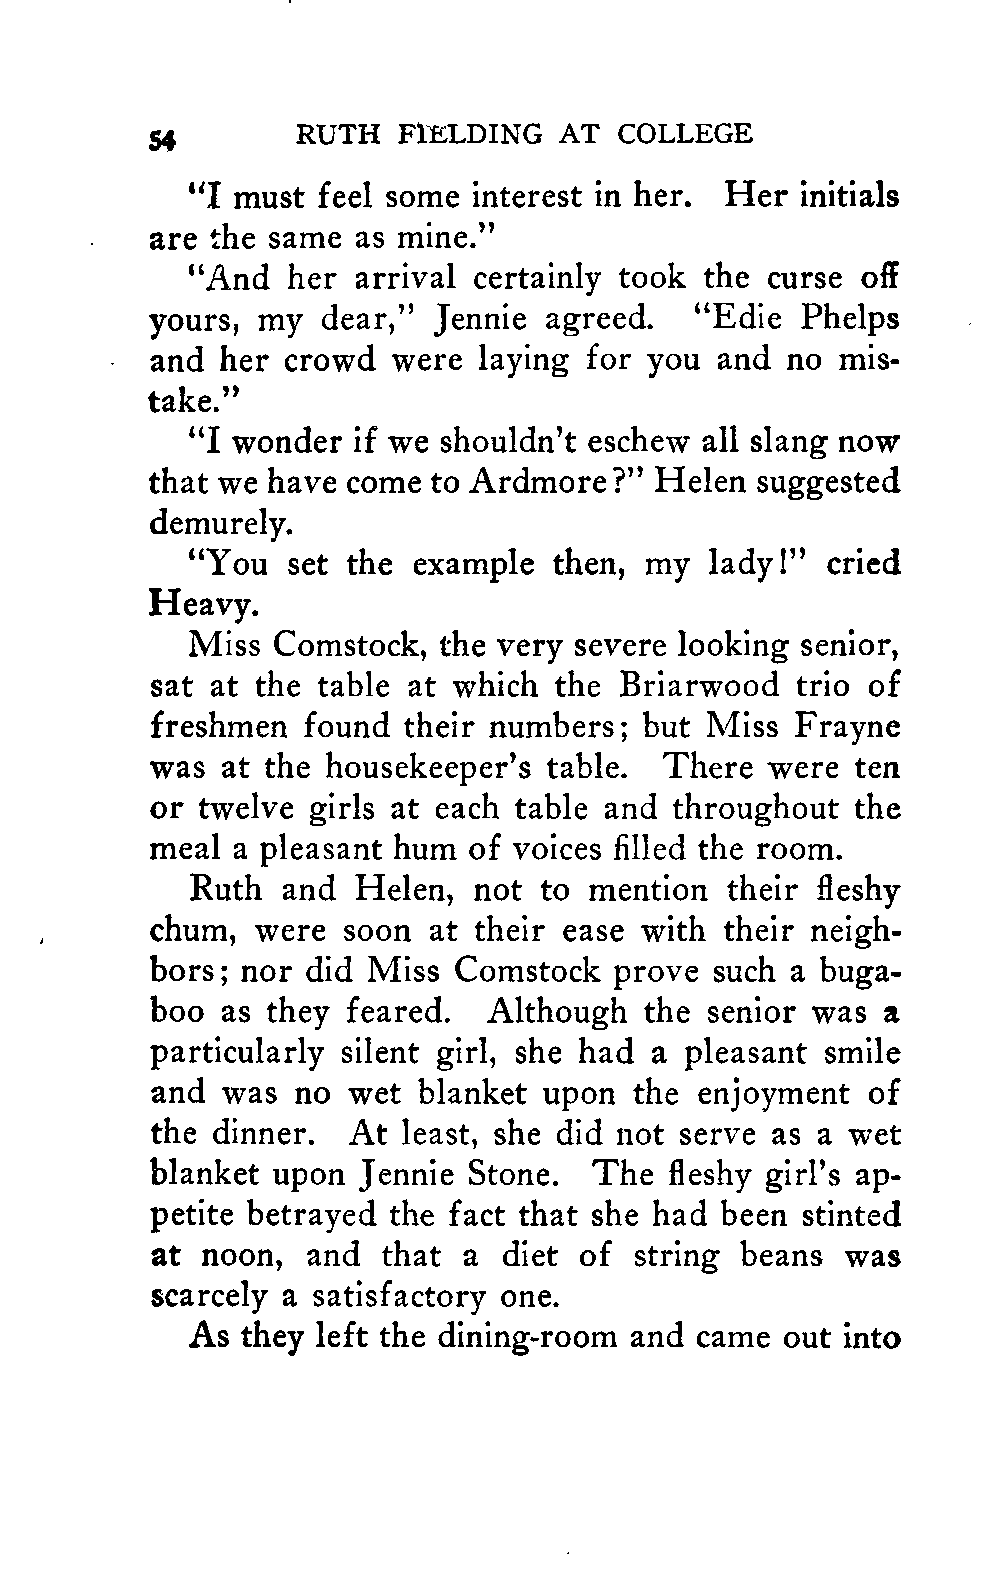 54 RUTH FIELDING AT COLLEGE
"I must feel some interest in her. Her initials
are the same as mine."
"And her arrival certainly took the curse off
yours, my dear," Jennie agreed. "Edie Phelps
and her crowd were laying for you and no mis-
take."
"I wonder if we shouldn't eschew all slang now
that we have come to Ardmore?" Helen suggested
demurely.
"You set the example then, my lady!" cried
Heavy.
Miss Comstock, the very severe looking senior,
sat at the table at which the Briarwood trio of
freshmen found their numbers; but Miss Frayne
was at the housekeeper's table. There were ten
or twelve girls at each table and throughout the
meal a pleasant hum of voices filled the room.
Ruth and Helen, not to mention their fleshy
chum, were soon at their ease with their neigh-
bors; nor did Miss Comstock prove such a buga-
boo as they feared. Although the senior was a
particularly silent girl, she had a pleasant smile
and was no wet blanket upon the enjoyment of
the dinner. At least, she did not serve as a wet
blanket upon Jennie Stone. The fleshy girl's ap-
petite betrayed the fact that she had been stinted
at noon, and that a diet of string beans was
scarcely a satisfactory one.
As they left the dining-room and came out into